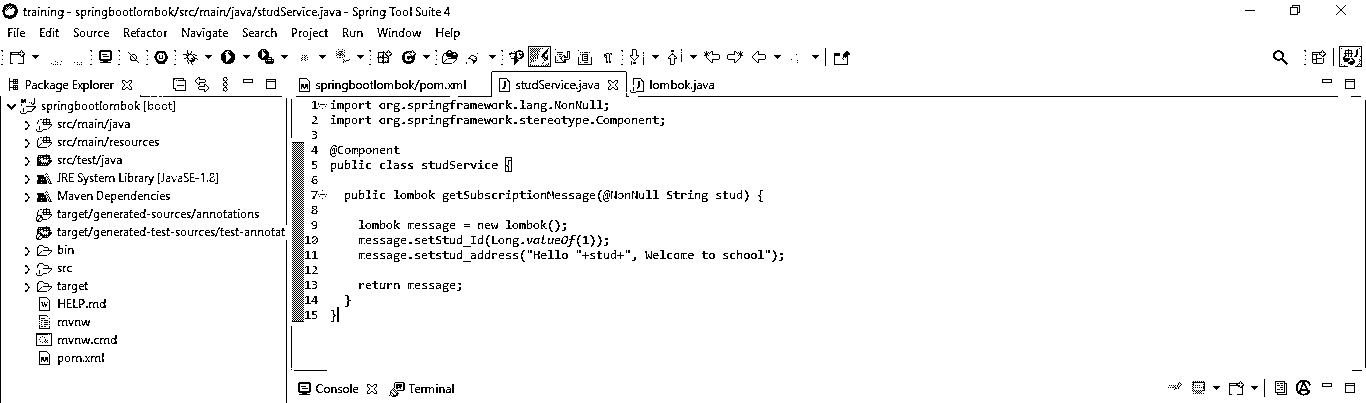 training - springbootlombok/src/main/java/studService.java - Spring Tool Suite 4
File Edit Source Refactor Navigate Search Project Run Window Help
Package Explorer
springbootlombok/pom.xml
studService.java
lombok.java
springbootlombok [boot]
src/main/java
src/main/resources
src/test/java
JRE System Library [JavaSE-1.8]
Maven Dependencies
target/generated-sources/annotations
target/generated-test-sources/test-annotat
bin
src
target
HELP.md
mvnw
mvnw.cmd
pom.xml
1 import org.springframework.lang.NonNull;
2 import org.springframework.stereotype.Component;
3
4 @Component
5 public class studService {
6
7 public lombok getSubscriptionMessage(@NonNull String stud) {
8
9 lombok message = new lombok();
10 message.setStud_Id(Long.valueOf(1));
11 message.setstud_address("Hello "+stud+", Welcome to school");
12
13 return message;
14 }
15 }
Console
Terminal